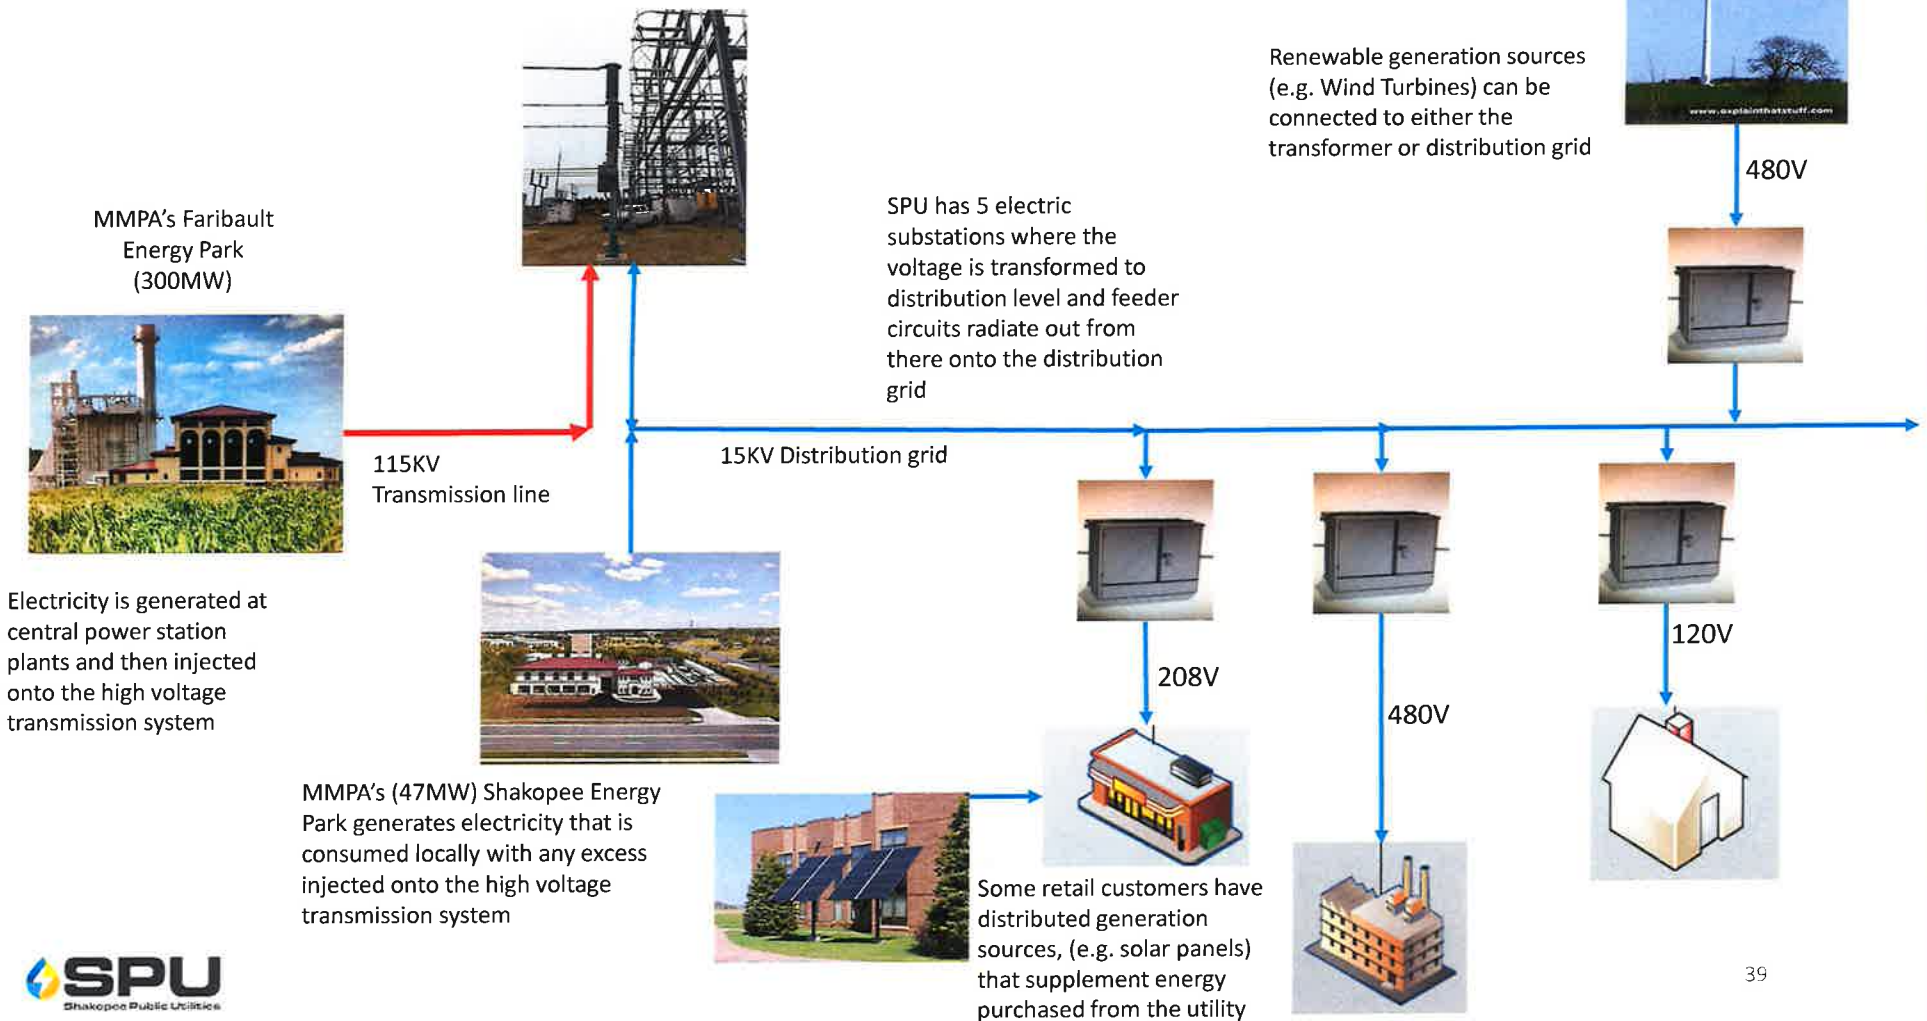 MMPA's Faribault
Energy Park
(300MW)
Electricity is generated at
central power station
plants and then injected
onto the high voltage
transmission system
115KV
Transmission line
SPU has 5 electric
substations where the
voltage is transformed to
distribution level and feeder
circuits radiate out from
there onto the distribution
grid
15KV Distribution grid
Renewable generation sources
(e.g. Wind Turbines) can be
connected to either the
transformer or distribution grid
www.explainthatstuff.com
480V
208V
480V
120V
MMPA's (47MW) Shakopee Energy
Park generates electricity that is
consumed locally with any excess
injected onto the high voltage
transmission system
Some retail customers have
distributed generation
sources, (e.g. solar panels)
that supplement energy
purchased from the utility
SPU
Shakopee Public Utilities
39